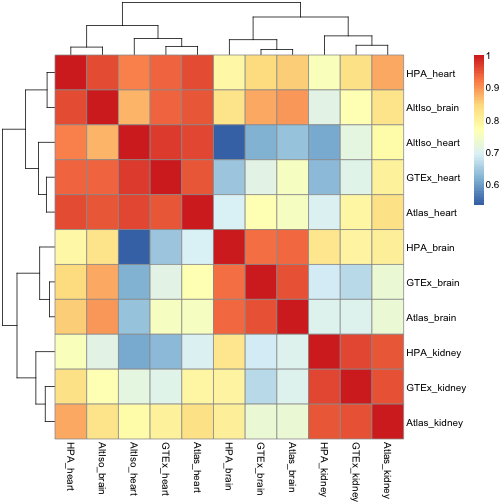 1
0.9
0.8
0.7
0.6
HPA_heart
AltIso_brain
AltIso_heart
GTEx_heart
Atlas_heart
HPA_brain
GTEx_brain
Atlas_brain
HPA_kidney
GTEx_kidney
Atlas_kidney
HPA_heart
AltIso_brain
AltIso_heart
GTEx_heart
Atlas_heart
HPA_brain
GTEx_brain
Atlas_brain
HPA_kidney
GTEx_kidney
Atlas_kidney